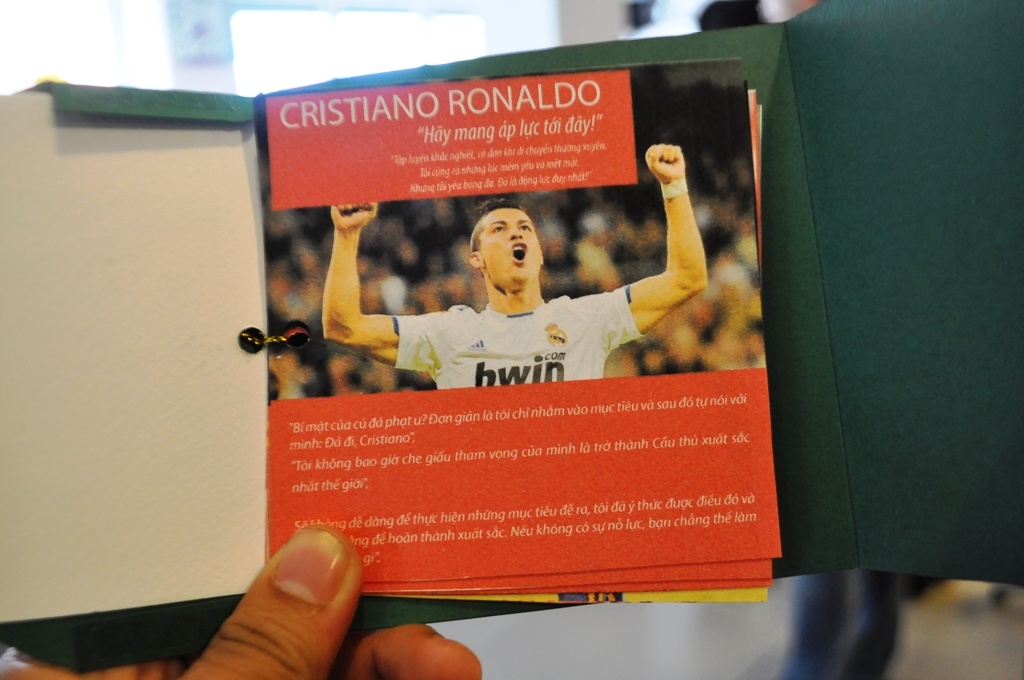 CRISTIANO RONALDO
"Hãy mang áp lực tới đây!"
"Tập luyện khắc nghiệt, cô đơn khi di chuyển thường xuyên.
Tôi cũng có những lúc mềm yếu và mệt mỏi.
Nhưng tôi yêu bóng đá. Đó là động lực duy nhất!"
bwin
.com
"Bí mật của cú đá phạt ư? Đơn giản là tôi chỉ nhắm vào mục tiêu và sau đó tự nói với
mình: Đá đi, Cristiano",
"Tôi không bao giờ che giấu tham vọng của mình là trở thành Cầu thủ xuất sắc
nhất thế giới",
Sẽ không dễ dàng để thực hiện những mục tiêu đề ra, tôi đã ý thức được điều đó và
để hoàn thành xuất sắc. Nếu không có sự nỗ lực, bạn chẳng thể làm
gì".